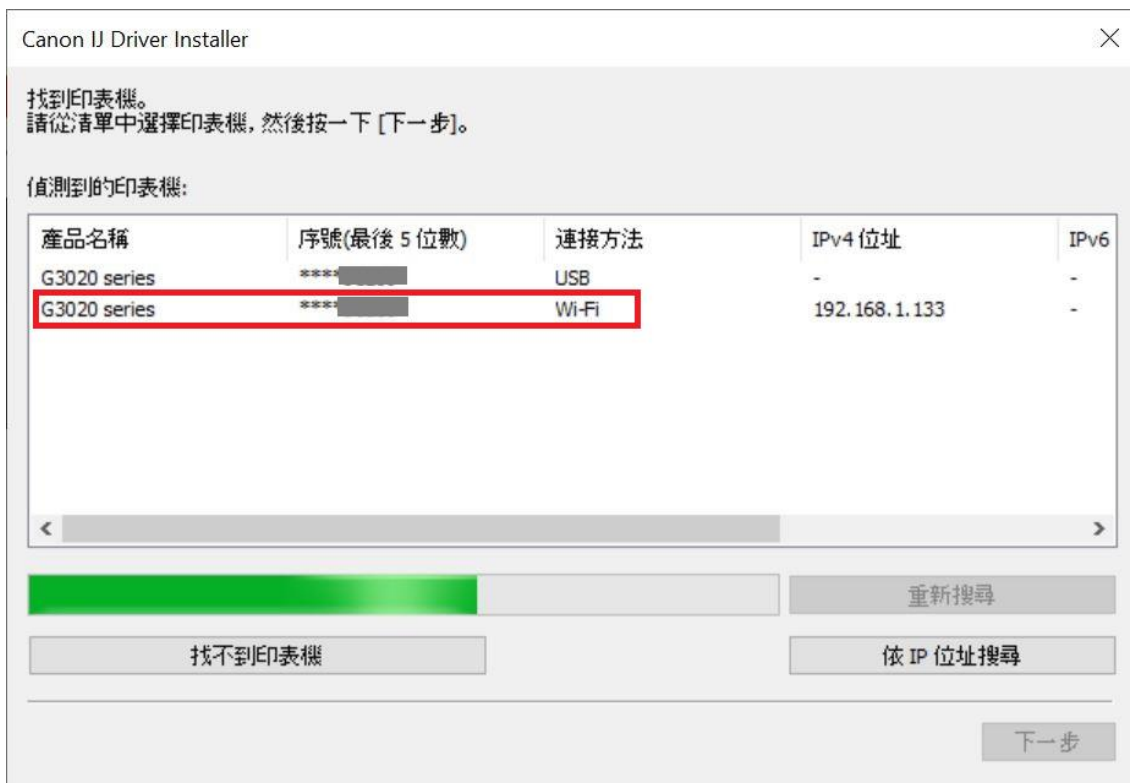 Canon IJ Driver Installer
找到印表機。
請從清單中選擇印表機, 然後按一下 [下一步]。
偵測到的印表機:
產品名稱 序號(最後 5 位數) 連接方法 IPv4 位址 IPv6
G3020 series **** USB - -
G3020 series **** Wi-Fi 192.168.1.133 -
重新搜尋
找不到印表機 依 IP 位址搜尋
下一步